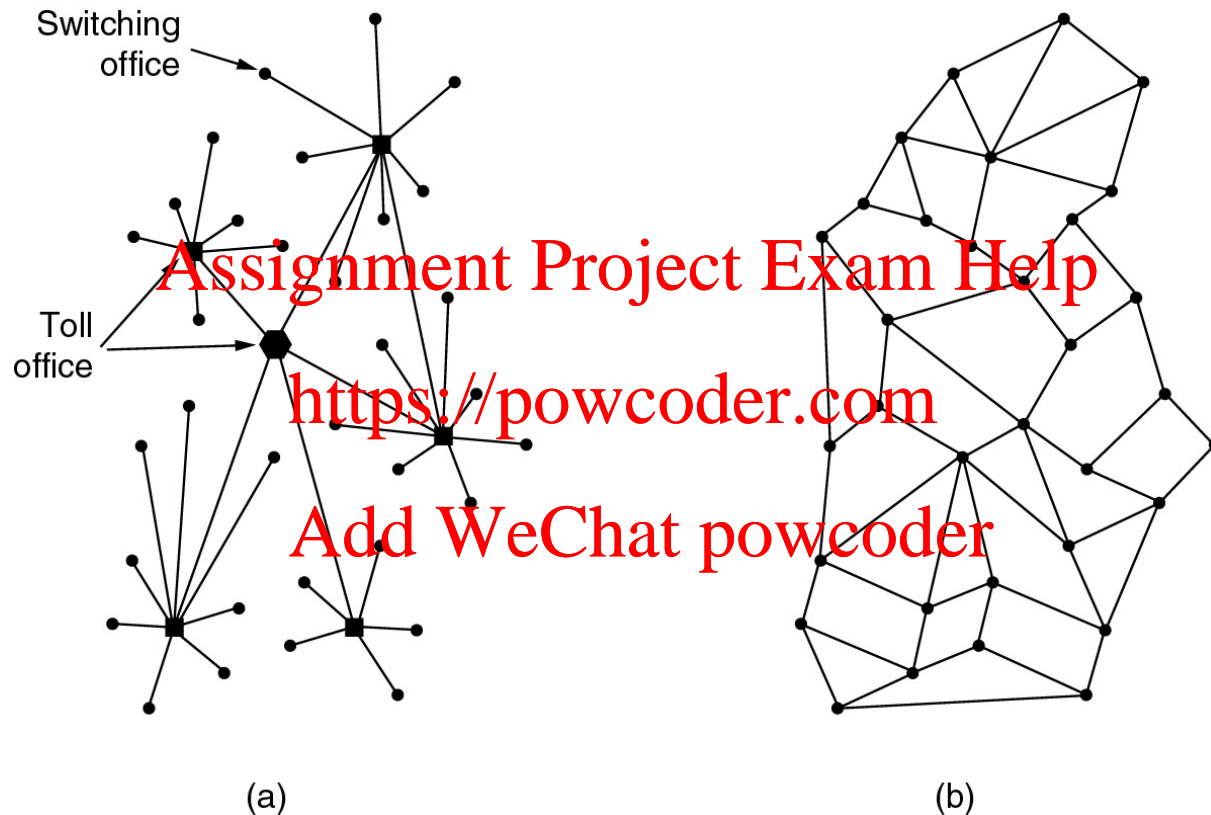 Switching
office
Assignment Project Exam Help
Toll
office
https://powcoder.com
Add WeChat powcoder
(a)
(b)